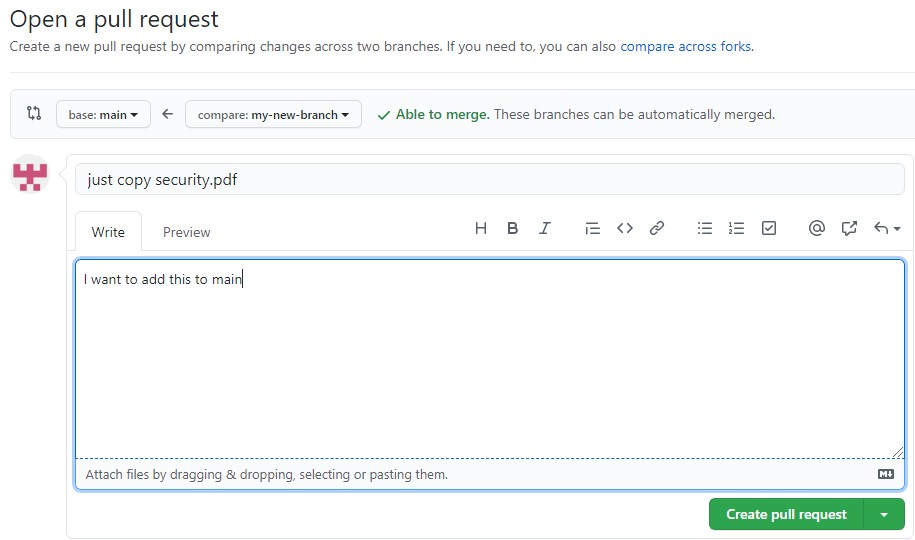 Open a pull request
Create a new pull request by comparing changes across two branches. If you need to, you can also compare across forks.
base: main compare: my-new-branch Able to merge. These branches can be automatically merged.
just copy security.pdf
Write Preview H B I
I want to add this to main
Attach files by dragging & dropping, selecting or pasting them.
Create pull request